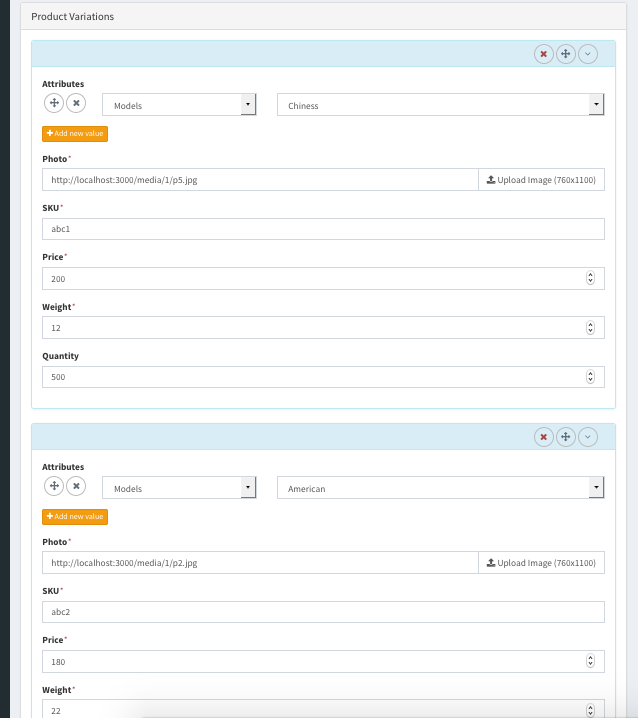 Product Variations
Attributes
Models
Chiness
Add new value
Photo*
http://localhost:3000/media/1/p5.jpg
Upload Image (760x1100)
SKU*
abc1
Price*
200
Weight*
12
Quantity
500
Attributes
Models
American
Add new value
Photo*
http://localhost:3000/media/1/p2.jpg
Upload Image (760x1100)
SKU*
abc2
Price*
180
Weight*
22